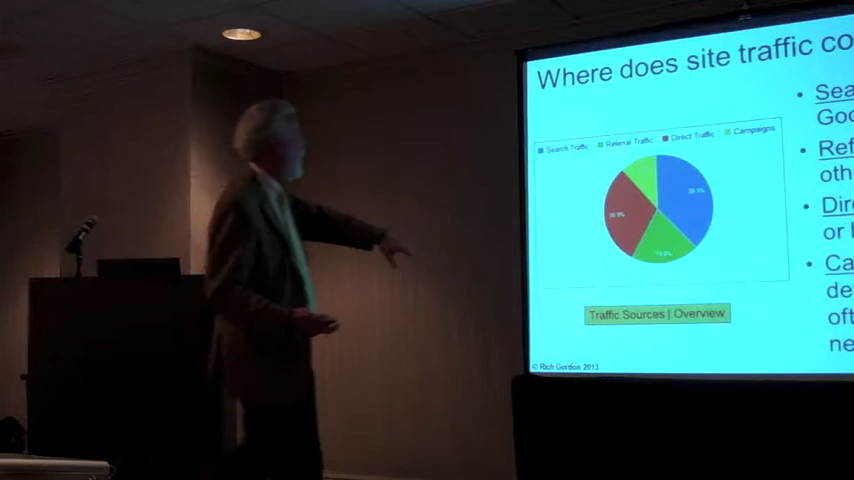 Where does site traffic co
Search Traffic Referral Traffic Direct Traffic Campaigns
Traffic Sources | Overview
© Rich Gordon 2013
• Sea
Goo
• Ref
oth
• Dire
or
• Ca
de
oft
ne